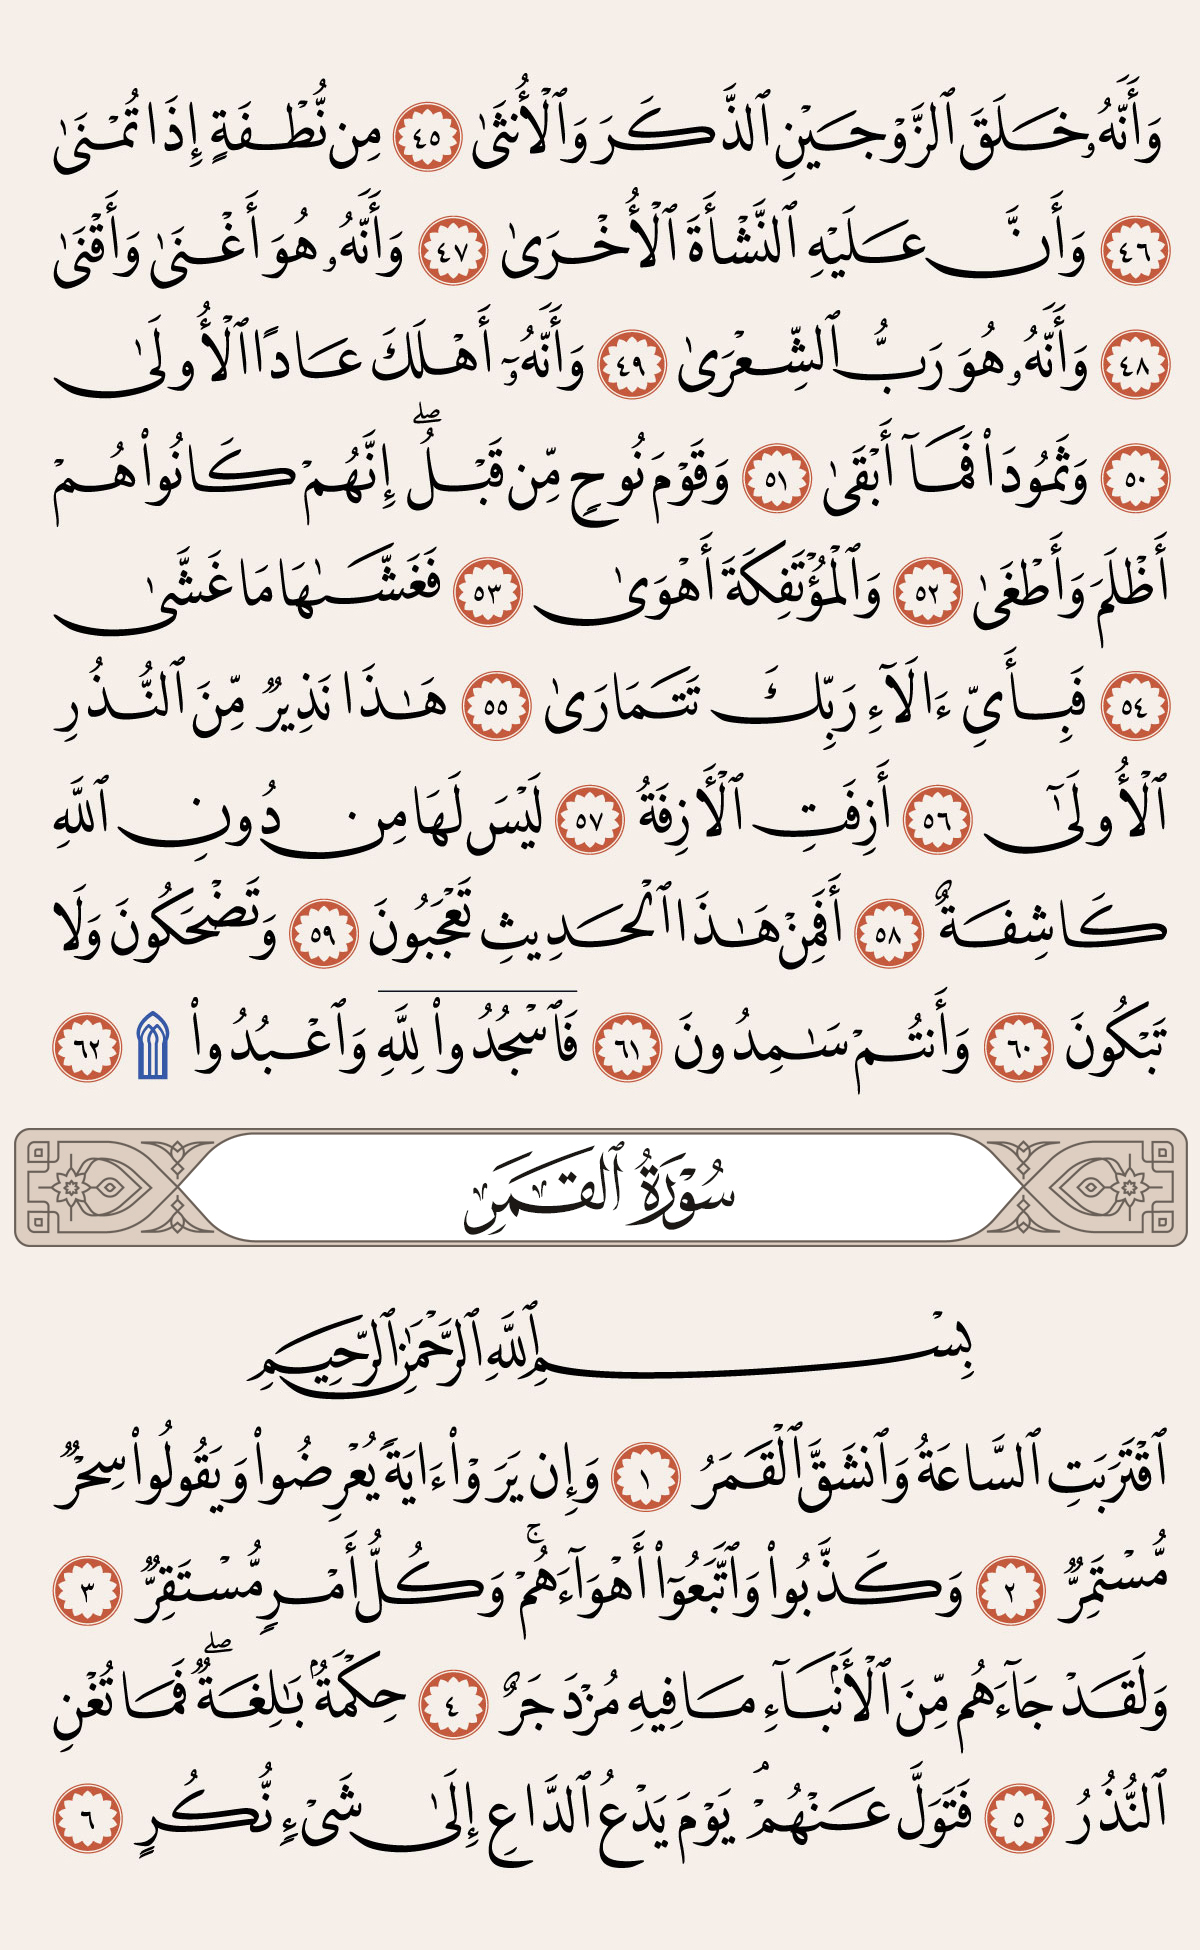 وَأَنَّهُۥ خَلَقَ ٱلزَّوْجَيْنِ ٱلذَّكَرَ وَٱلْأُنثَىٰ ٤٥ مِن نُّطْفَةٍ إِذَا تُمْنَىٰ
٤٦ وَأَنَّ عَلَيْهِ ٱلنَّشْأَةَ ٱلْأُخْرَىٰ ٤٧ وَأَنَّهُۥ هُوَ أَغْنَىٰ وَأَقْنَىٰ
٤٨ وَأَنَّهُۥ هُوَ رَبُّ ٱلشِّعْرَىٰ ٤٩ وَأَنَّهُۥٓ أَهْلَكَ عَادًا ٱلْأُولَىٰ
٥٠ وَثَمُودَا۟ فَمَآ أَبْقَىٰ ٥١ وَقَوْمَ نُوحٍ مِّن قَبْلُ ۖ إِنَّهُمْ كَانُوا۟ هُمْ
أَظْلَمَ وَأَطْغَىٰ ٥٢ وَٱلْمُؤْتَفِكَةَ أَهْوَىٰ ٥٣ فَغَشَّىٰهَا مَا غَشَّىٰ
٥٤ فَبِأَىِّ ءَالَآءِ رَبِّكَ تَتَمَارَىٰ ٥٥ هَـٰذَا نَذِيرٌ مِّنَ ٱلنُّذُرِ
ٱلْأُولَىٰٓ ٥٦ أَزِفَتِ ٱلْـَٔازِفَةُ ٥٧ لَيْسَ لَهَا مِن دُونِ ٱللَّهِ
كَاشِفَةٌ ٥٨ أَفَمِنْ هَـٰذَا ٱلْحَدِيثِ تَعْجَبُونَ ٥٩ وَتَضْحَكُونَ وَلَا
تَبْكُونَ ٦٠ وَأَنتُمْ سَـٰمِدُونَ ٦١ فَٱسْجُدُوا۟ لِلَّهِ وَٱعْبُدُوا۟ ۩ ٦٢
سُورَةُ ٱلْقَمَرِ
بِسْمِ ٱللَّهِ ٱلرَّحْمَـٰنِ ٱلرَّحِيمِ
ٱقْتَرَبَتِ ٱلسَّاعَةُ وَٱنشَقَّ ٱلْقَمَرُ ١ وَإِن يَرَوْا۟ ءَايَةً يُعْرِضُوا۟ وَيَقُولُوا۟ سِحْرٌ
مُّسْتَمِرٌّ ٢ وَكَذَّبُوا۟ وَٱتَّبَعُوٓا۟ أَهْوَآءَهُمْ ۚ وَكُلُّ أَمْرٍ مُّسْتَقِرٌّ ٣
وَلَقَدْ جَآءَهُم مِّنَ ٱلْأَنۢبَآءِ مَا فِيهِ مُزْدَجَرٌ ٤ حِكْمَةٌۢ بَـٰلِغَةٌ ۖ فَمَا تُغْنِ
ٱلنُّذُرُ ٥ فَتَوَلَّ عَنْهُمْ ۘ يَوْمَ يَدْعُ ٱلدَّاعِ إِلَىٰ شَىْءٍ نُّكُرٍ ٦